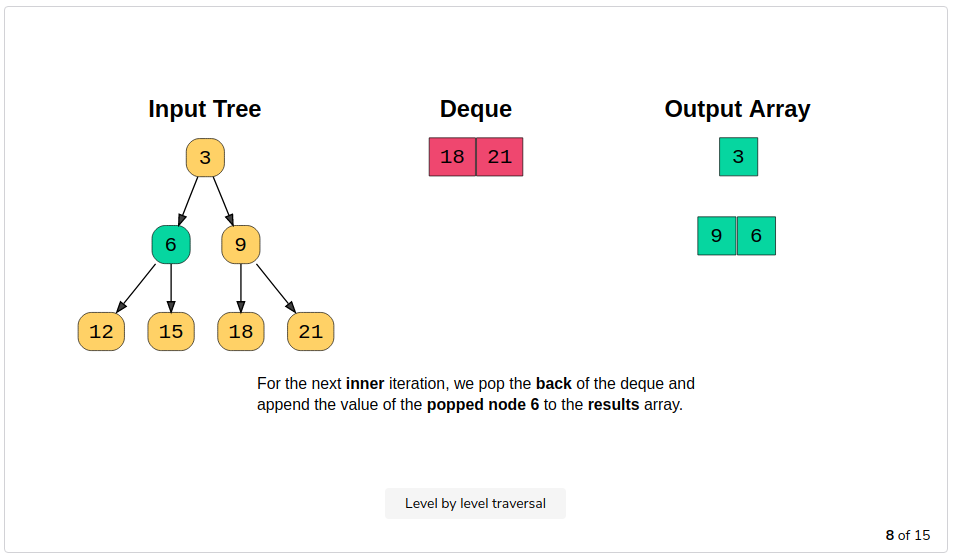 Input Tree
Deque
Output Array
3
18 21
3
6
9
9 6
12
15
18
21
For the next inner iteration, we pop the back of the deque and
append the value of the popped node 6 to the results array.
Level by level traversal
8 of 15